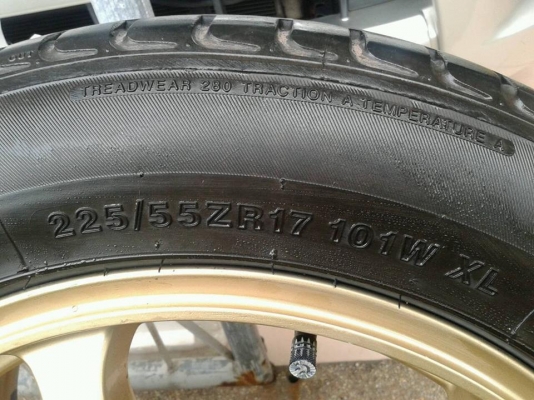 TREADWEAR 280 TRACTION A TEMPERATURE A
225/55ZR17 101W XL